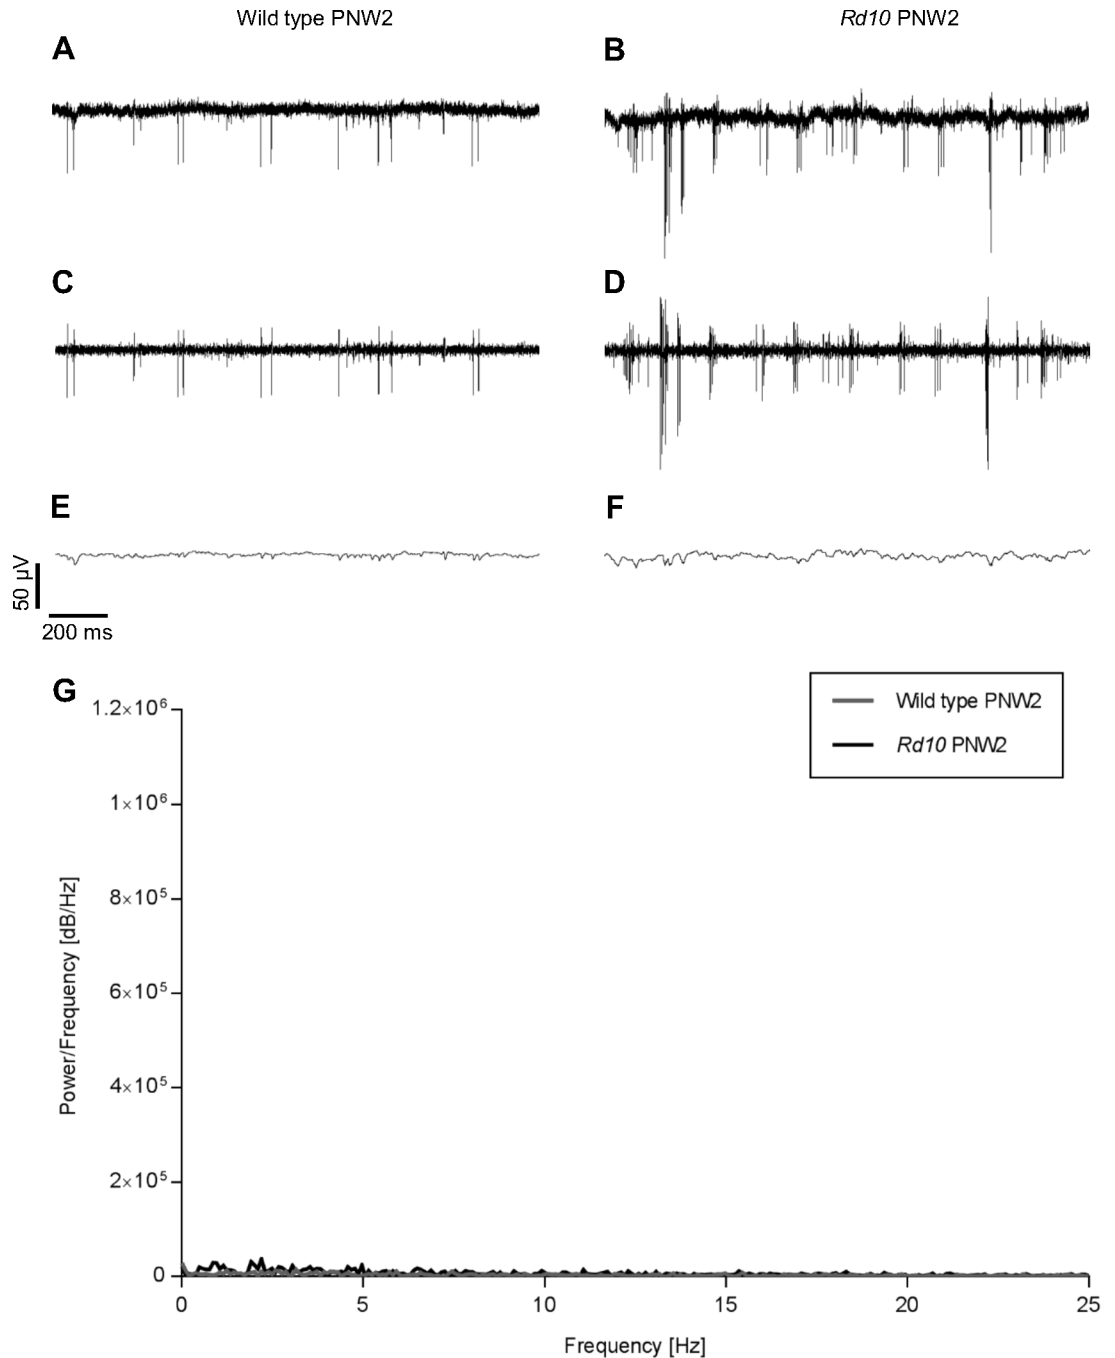 Wild type PNW2
Rd10 PNW2
A
B
C
D
E
F
50 µV
200 ms
G
Wild type PNW2
Rd10 PNW2
1.2×10⁶
1×10⁶
8×10⁵
6×10⁵
4×10⁵
2×10⁵
0
Power/Frequency [dB/Hz]
0 5 10 15 20 25
Frequency [Hz]